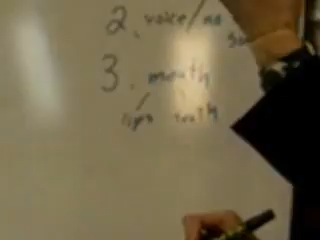 2. voice/no
3. mouth
lips teeth